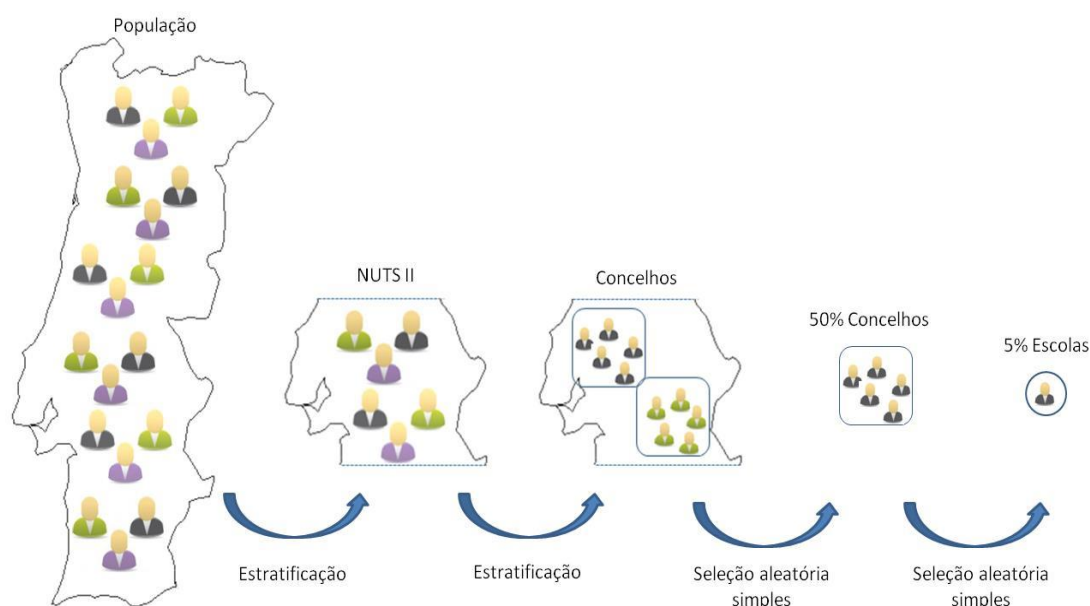 População
NUTS II
Concelhos
50% Concelhos
5% Escolas
Estratificação
Estratificação
Seleção aleatória
simples
Seleção aleatória
simples